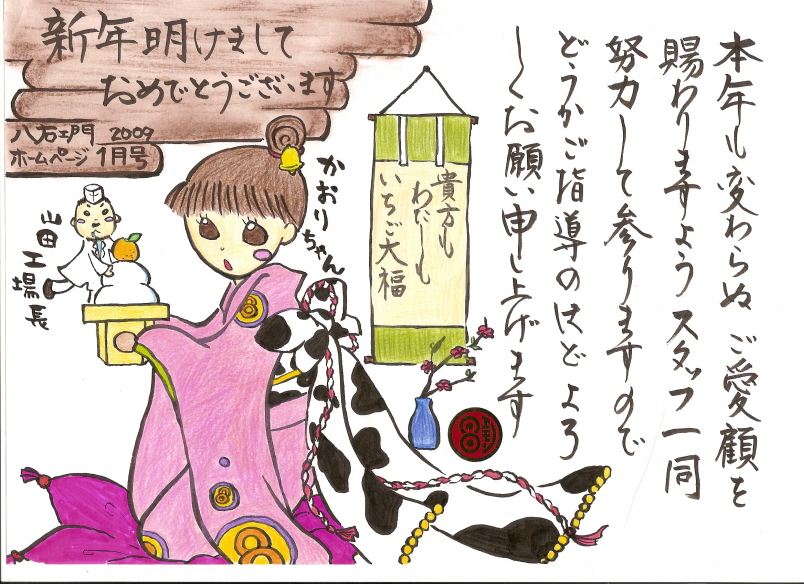 新年明けまして
おめでとうございます
八右エ門 2009
ホームページ 1月号
山田工場長
かおりちゃん
貴方も
わたしも
いちご大福
本年も変わらぬご愛顧を
賜わりますようスタッフ一同
努力して参りますので
どうかご指導のほどよろ
しくお願い申し上げます
8
8
8